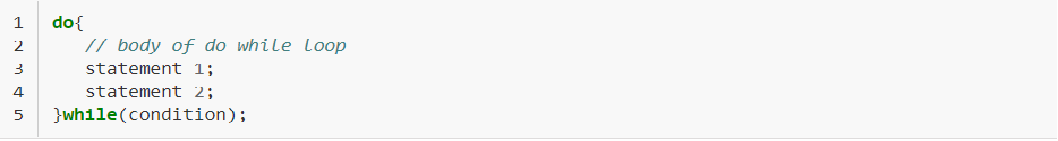 1 do{
2 // body of do while loop
3 statement 1;
4 statement 2;
5 }while(condition);